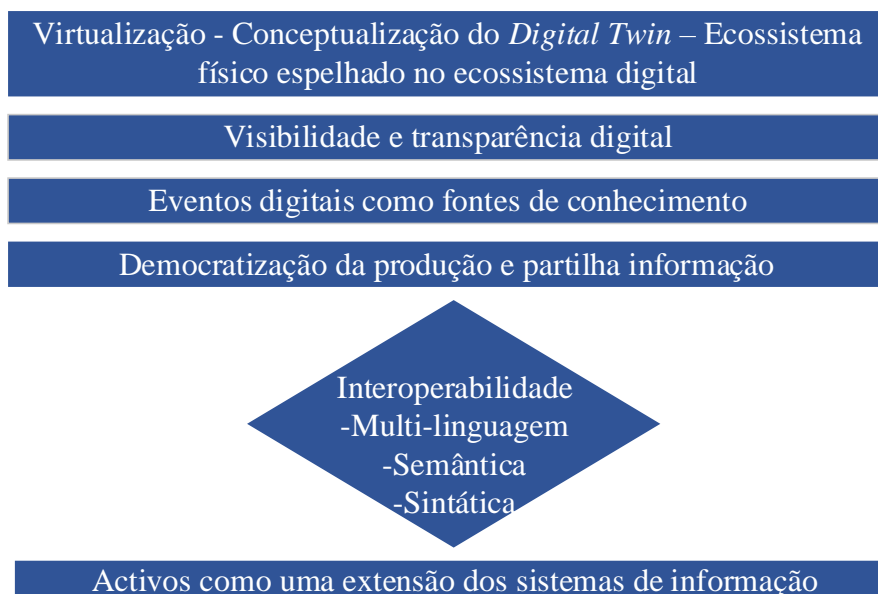 Virtualização - Conceptualização do Digital Twin – Ecossistema
físico espelhado no ecossistema digital
Visibilidade e transparência digital
Eventos digitais como fontes de conhecimento
Democratização da produção e partilha informação
Interoperabilidade
-Multi-linguagem
-Semântica
-Sintática
Activos como uma extensão dos sistemas de informação